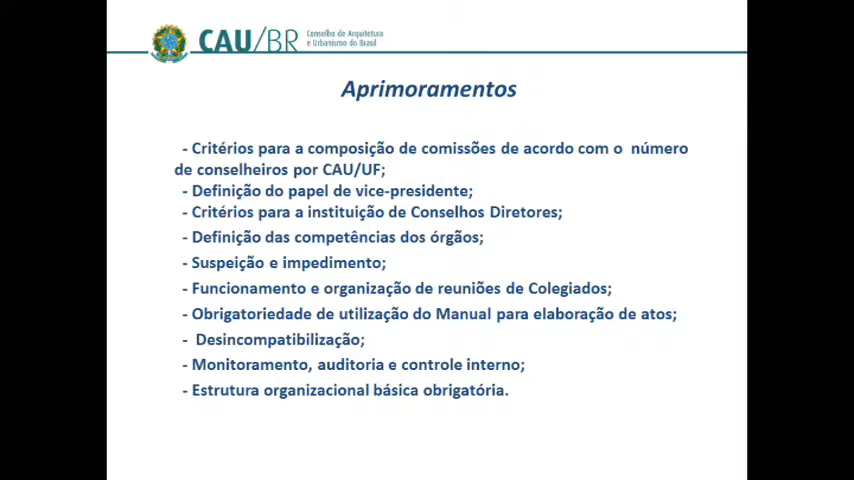 CAU/BR
Conselho de Arquitetura
e Urbanismo do Brasil
Aprimoramentos
- Critérios para a composição de comissões de acordo com o número
de conselheiros por CAU/UF;
- Definição do papel de vice-presidente;
- Critérios para a instituição de Conselhos Diretores;
- Definição das competências dos órgãos;
- Suspeição e impedimento;
- Funcionamento e organização de reuniões de Colegiados;
- Obrigatoriedade de utilização do Manual para elaboração de atos;
- Desincompatibilização;
- Monitoramento, auditoria e controle interno;
- Estrutura organizacional básica obrigatória.